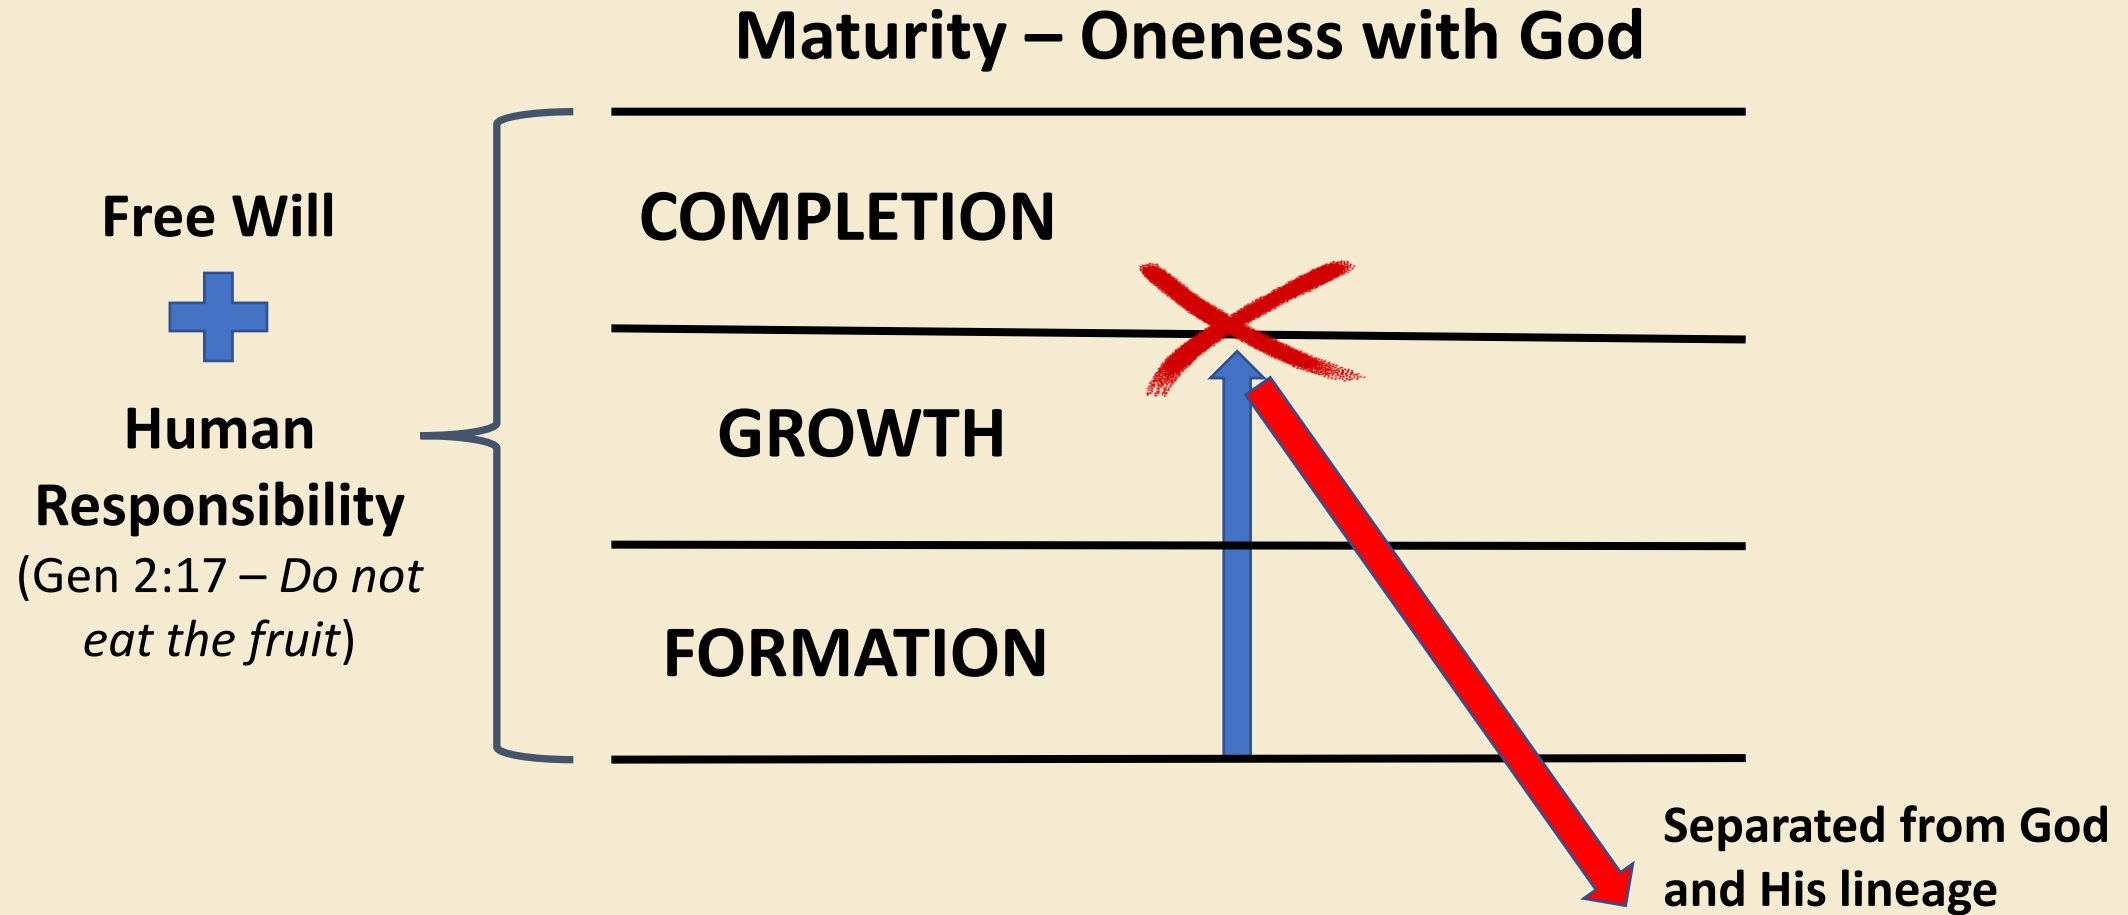 Maturity – Oneness with God
Free Will
Human
Responsibility
(Gen 2:17 – Do not
eat the fruit)
COMPLETION
GROWTH
FORMATION
Separated from God
and His lineage